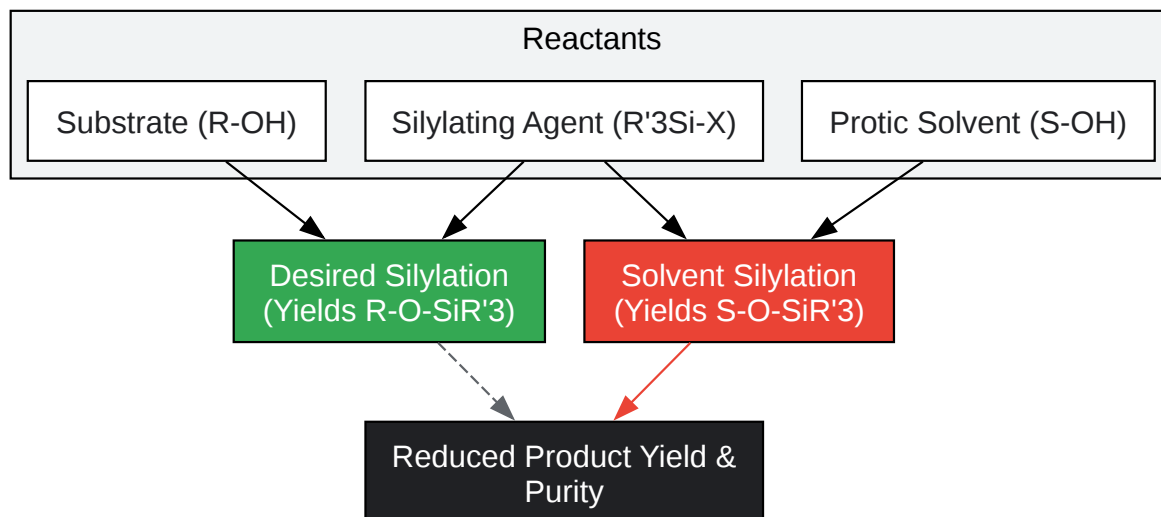 Reactants
Substrate (R-OH)
Silylating Agent (R'3Si-X)
Protic Solvent (S-OH)
Desired Silylation
(Yields R-O-SiR'3)
Solvent Silylation
(Yields S-O-SiR'3)
Reduced Product Yield &
Purity